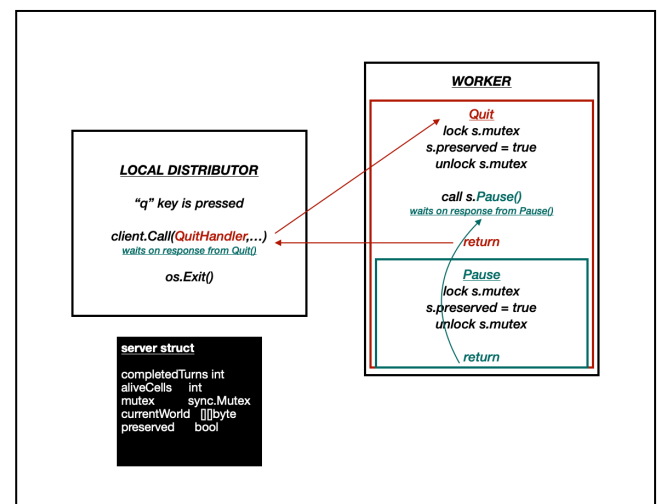 LOCAL DISTRIBUTOR
“q” key is pressed
client.Call(QuitHandler,...)
waits on response from Quit()
os.Exit()
WORKER
Quit
lock s.mutex
s.preserved = true
unlock s.mutex
call s.Pause()
waits on response from Pause()
return
Pause
lock s.mutex
s.preserved = true
unlock s.mutex
return
server struct
completedTurns int
aliveCells int
mutex sync.Mutex
currentWorld [][]byte
preserved bool